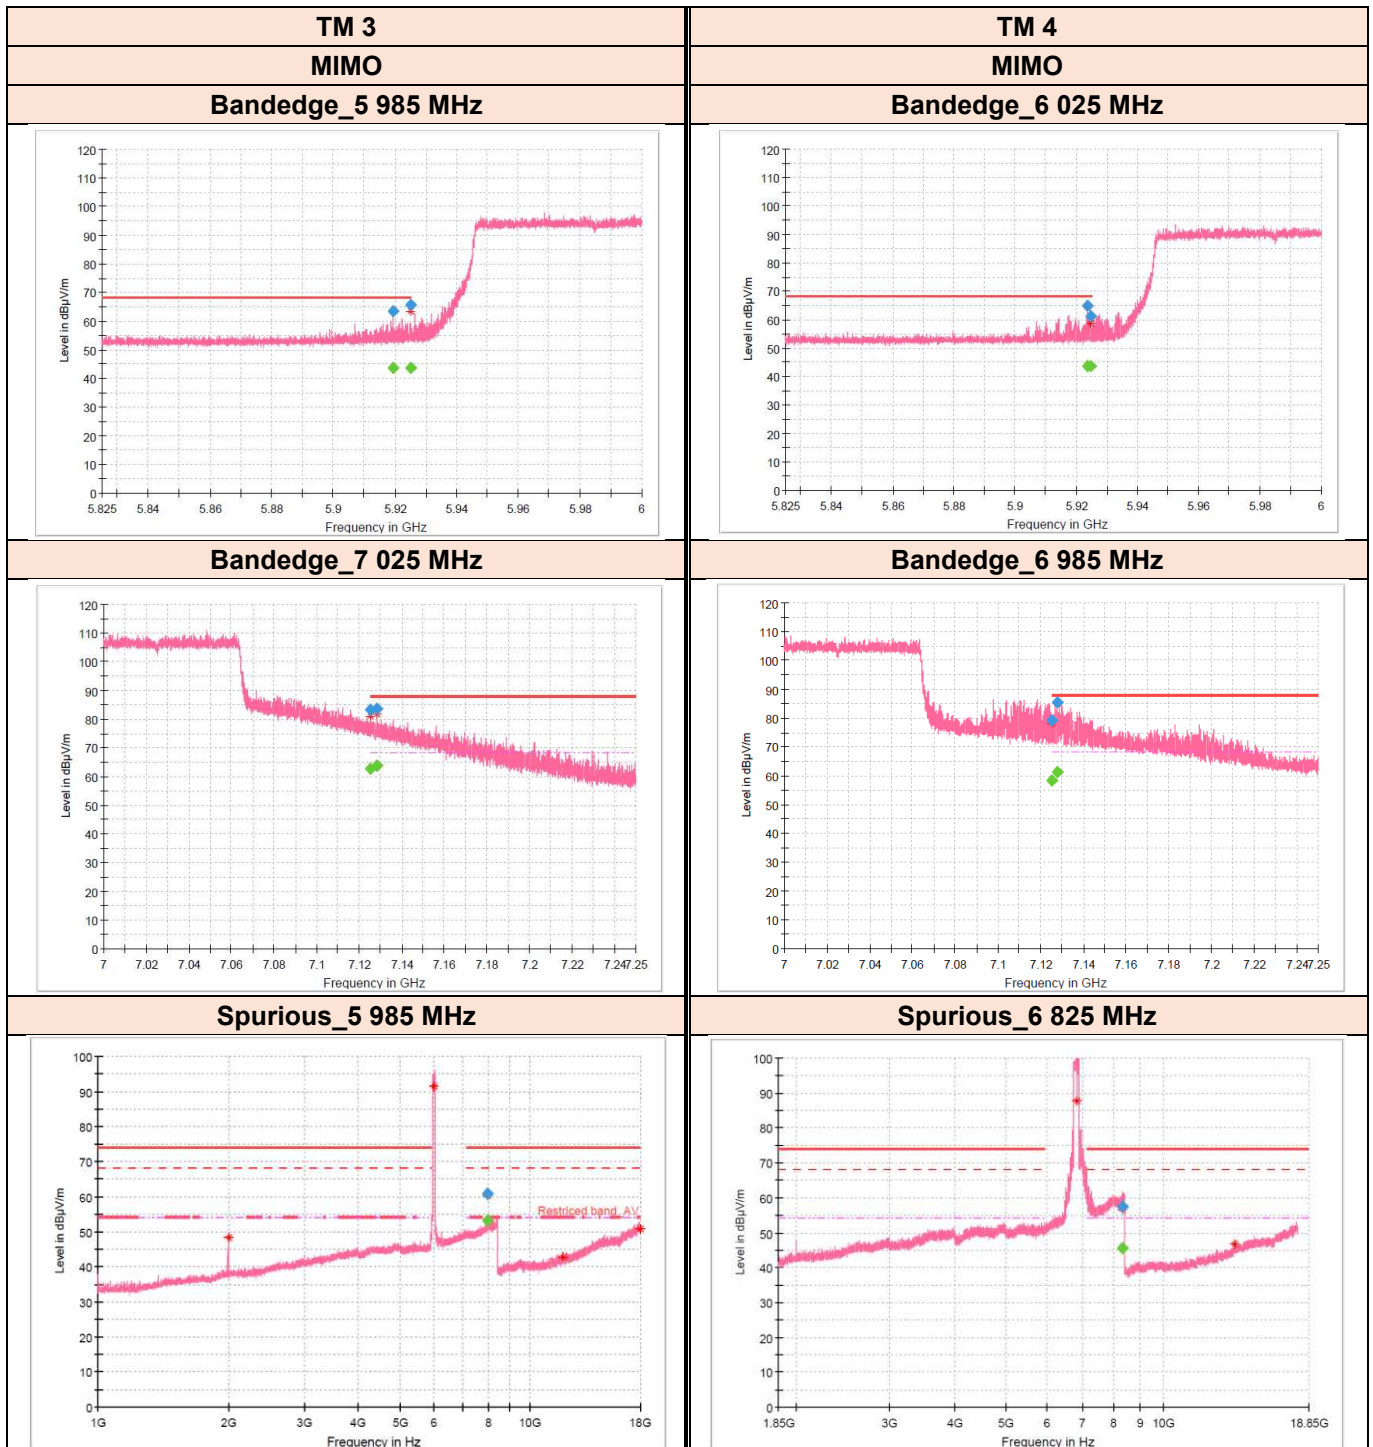 TM 3
TM 4
MIMO
MIMO
Bandedge_5 985 MHz
Bandedge_6 025 MHz
120
110
100
90
80
70
60
50
40
30
20
10
0
Level in dBµV/m
5.825 5.84 5.86 5.88 5.9 5.92 5.94 5.96 5.98 6
Frequency in GHz
120
110
100
90
80
70
60
50
40
30
20
10
0
Level in dBµV/m
5.825 5.84 5.86 5.88 5.9 5.92 5.94 5.96 5.98 6
Frequency in GHz
Bandedge_7 025 MHz
Bandedge_6 985 MHz
120
110
100
90
80
70
60
50
40
30
20
10
0
Level in dBµV/m
7 7.02 7.04 7.06 7.08 7.1 7.12 7.14 7.16 7.18 7.2 7.22 7.247.25
Frequency in GHz
120
110
100
90
80
70
60
50
40
30
20
10
0
Level in dBµV/m
7 7.02 7.04 7.06 7.08 7.1 7.12 7.14 7.16 7.18 7.2 7.22 7.247.25
Frequency in GHz
Spurious_5 985 MHz
Spurious_6 825 MHz
100
90
80
70
60
50
40
30
20
10
0
Level in dBµV/m
Restriced band_AV
1G 2G 3G 4G 5G 6 8 10G 18G
Frequency in Hz
100
90
80
70
60
50
40
30
20
10
0
Level in dBµV/m
1.85G 3G 4G 5G 6 7 8 9 10G 18.85G
Frequency in Hz